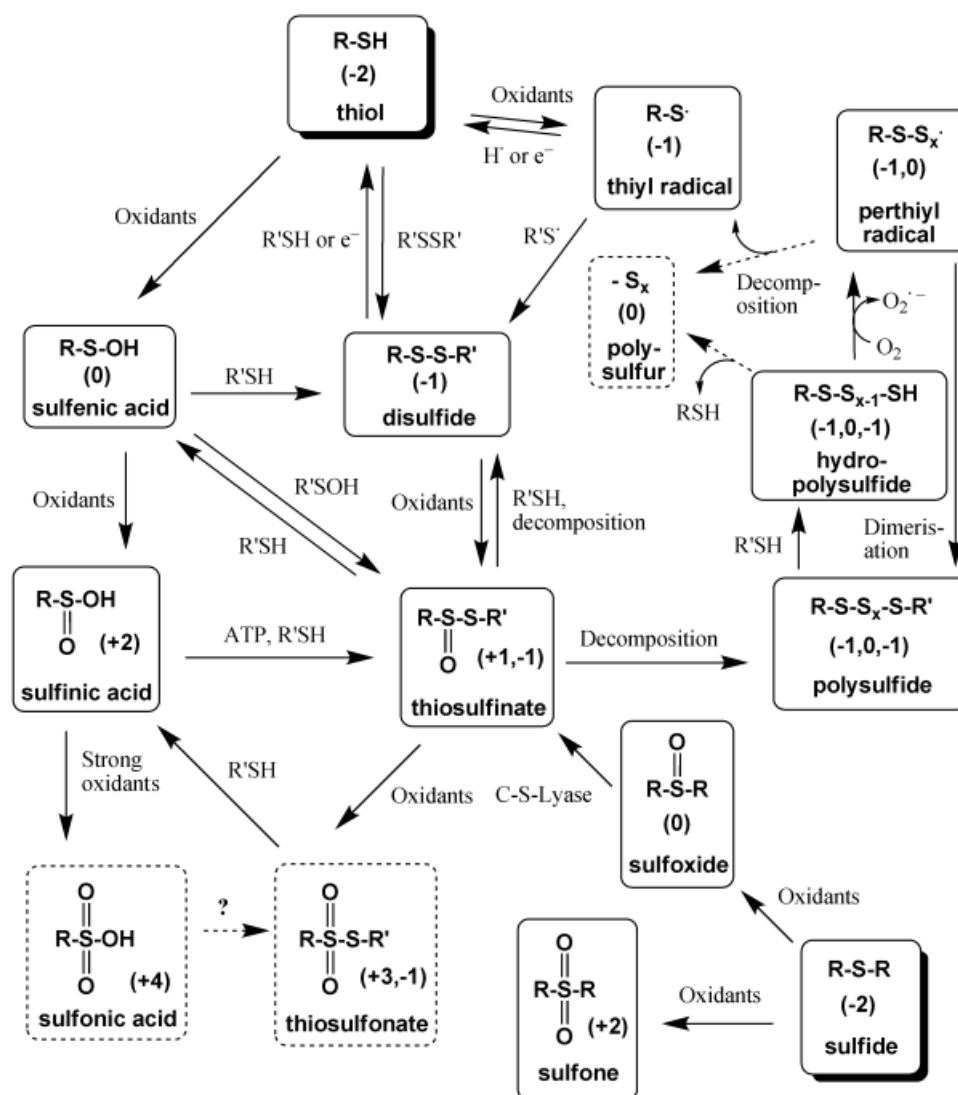 R-SH
(-2)
thiol
Oxidants
H· or e⁻
R-S·
(-1)
thiyl radical
R-S-Sₓ·
(-1,0)
perthiyl
radical
Oxidants
R'SH or e⁻
R'SSR'
R'S·
- Sₓ
(0)
poly-
sulfur
Decomp-
osition
O₂·⁻
O₂
R-S-OH
(0)
sulfenic acid
R'SH
R-S-S-R'
(-1)
disulfide
RSH
R-S-Sₓ₋₁-SH
(-1,0,-1)
hydro-
polysulfide
Oxidants
R'SOH
R'SH
Oxidants
R'SH,
decomposition
R'SH
Dimeris-
ation
R-S-OH
O
(+2)
sulfinic acid
ATP, R'SH
R-S-S-R'
O
(+1,-1)
thiosulfinate
Decomposition
R-S-Sₓ-S-R'
(-1,0,-1)
polysulfide
Strong
oxidants
R'SH
Oxidants
C-S-Lyase
O
R-S-R
(0)
sulfoxide
O
R-S-OH
O
(+4)
sulfonic acid
?
O
R-S-S-R'
O
(+3,-1)
thiosulfonate
O
R-S-R
O
(+2)
sulfone
Oxidants
Oxidants
R-S-R
(-2)
sulfide